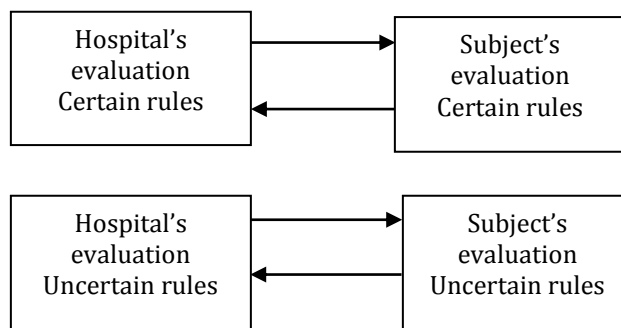 Hospital’s
evaluation
Certain rules
Subject’s
evaluation
Certain rules
Hospital’s
evaluation
Uncertain rules
Subject’s
evaluation
Uncertain rules